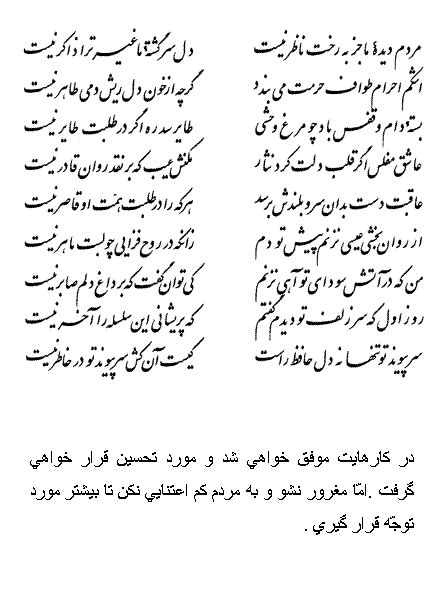 مردم دیدهٔ ما جز به رخت ناظر نیست دل سرگشتهٔ ما غیر ترا ذاکر نیست
اشکم احرام طواف حرمت می بندد گرچه از خون دل ریش دمی طاهر نیست
بستهٔ دام و قفس باد چو مرغ وحشی طایر سدره اگر در طلبت طایر نیست
عاشق مفلس اگر قلب دلت کرد نثار مکنش عیب که بر نقد روان قادر نیست
عاقبت دست بدان سرو بلندش برسد هر که را در طلبت همّت او قاصر نیست
از روان بخشی عیسی نزنم پیش تو دم زانکه در روح فزایی چو لبت ماهر نیست
من که در آتش سودای تو آهی نزنم کی توان گفت که بر داغ دلم صابر نیست
روز اول که سر زلف تو دیدم گفتم که پریشانی این سلسله را آخر نیست
سر پیوند تو تنها نه دل حافظ راست کیست آن کش سر پیوند تو در خاطر نیست
در کارهايت موفق خواهي شد و مورد تحسين قرار خواهي
گرفت .امّا مغرور نشو و به مردم کم اعتنايي نکن تا بيشتر مورد
توجّه قرار گيري .